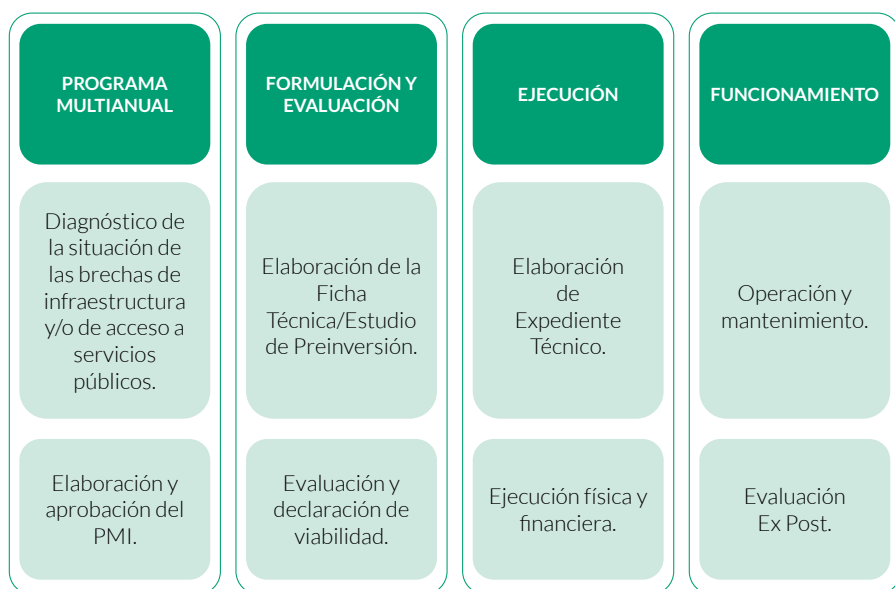 PROGRAMA
MULTIANUAL
Diagnóstico de
la situación de
las brechas de
infraestructura
y/o de acceso a
servicios
públicos.
Elaboración y
aprobación del
PMI.
FORMULACIÓN Y
EVALUACIÓN
Elaboración de la
Ficha
Técnica/Estudio
de Preinversión.
Evaluación y
declaración de
viabilidad.
EJECUCIÓN
Elaboración
de
Expediente
Técnico.
Ejecución física y
financiera.
FUNCIONAMIENTO
Operación y
mantenimiento.
Evaluación
Ex Post.